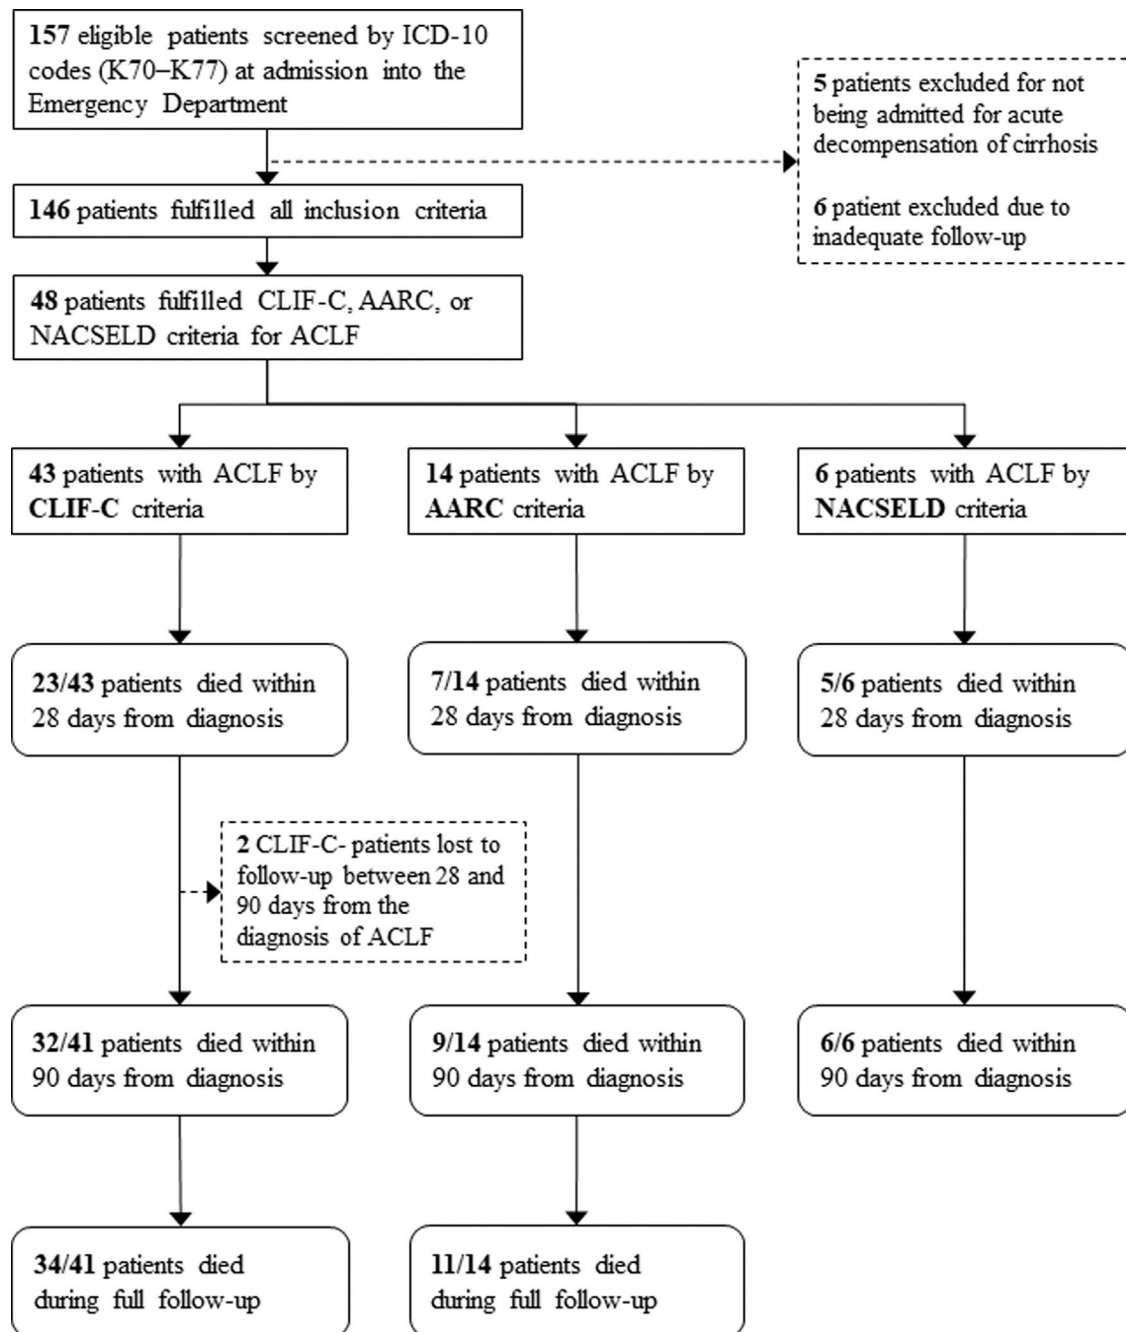 157 eligible patients screened by ICD-10
codes (K70–K77) at admission into the
Emergency Department
5 patients excluded for not
being admitted for acute
decompensation of cirrhosis
6 patient excluded due to
inadequate follow-up
146 patients fulfilled all inclusion criteria
48 patients fulfilled CLIF-C, AARC, or
NACSELD criteria for ACLF
43 patients with ACLF by
CLIF-C criteria
14 patients with ACLF by
AARC criteria
6 patients with ACLF by
NACSELD criteria
23/43 patients died within
28 days from diagnosis
7/14 patients died within
28 days from diagnosis
5/6 patients died within
28 days from diagnosis
2 CLIF-C- patients lost to
follow-up between 28 and
90 days from the
diagnosis of ACLF
32/41 patients died within
90 days from diagnosis
9/14 patients died within
90 days from diagnosis
6/6 patients died within
90 days from diagnosis
34/41 patients died
during full follow-up
11/14 patients died
during full follow-up